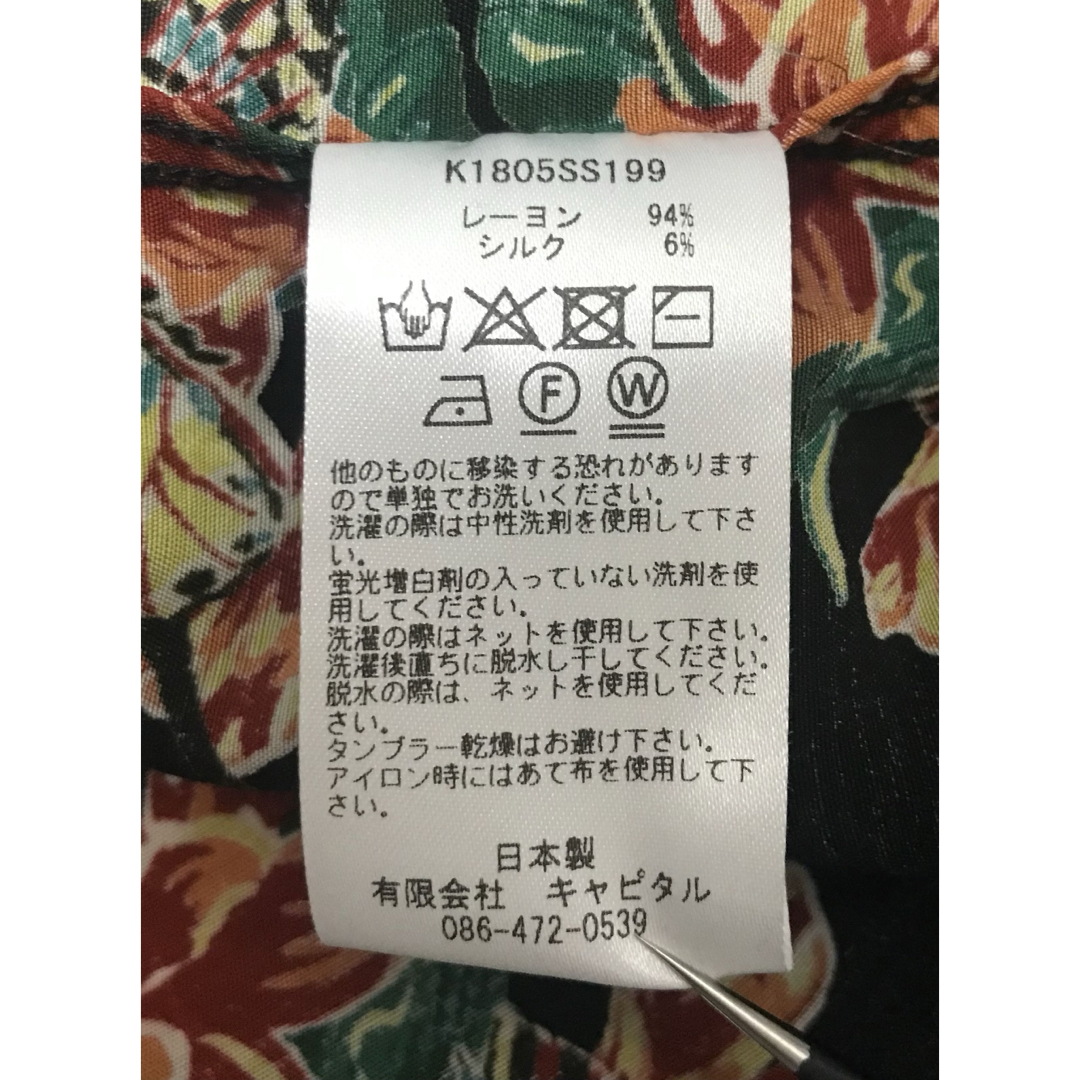 K1805SS199
レーヨン 94%
シルク 6%
F W
他のものに移染する恐れがあります
ので単独でお洗いください。
洗濯の際は中性洗剤を使用して下さ
い。
蛍光増白剤の入っていない洗剤を使
用してください。
洗濯の際はネットを使用して下さい。
洗濯後直ちに脱水し干してください。
脱水の際は、ネットを使用してくだ
さい。
タンブラー乾燥はお避け下さい。
アイロン時にはあて布を使用して下
さい。
日本製
有限会社 キャピタル
086-472-0539